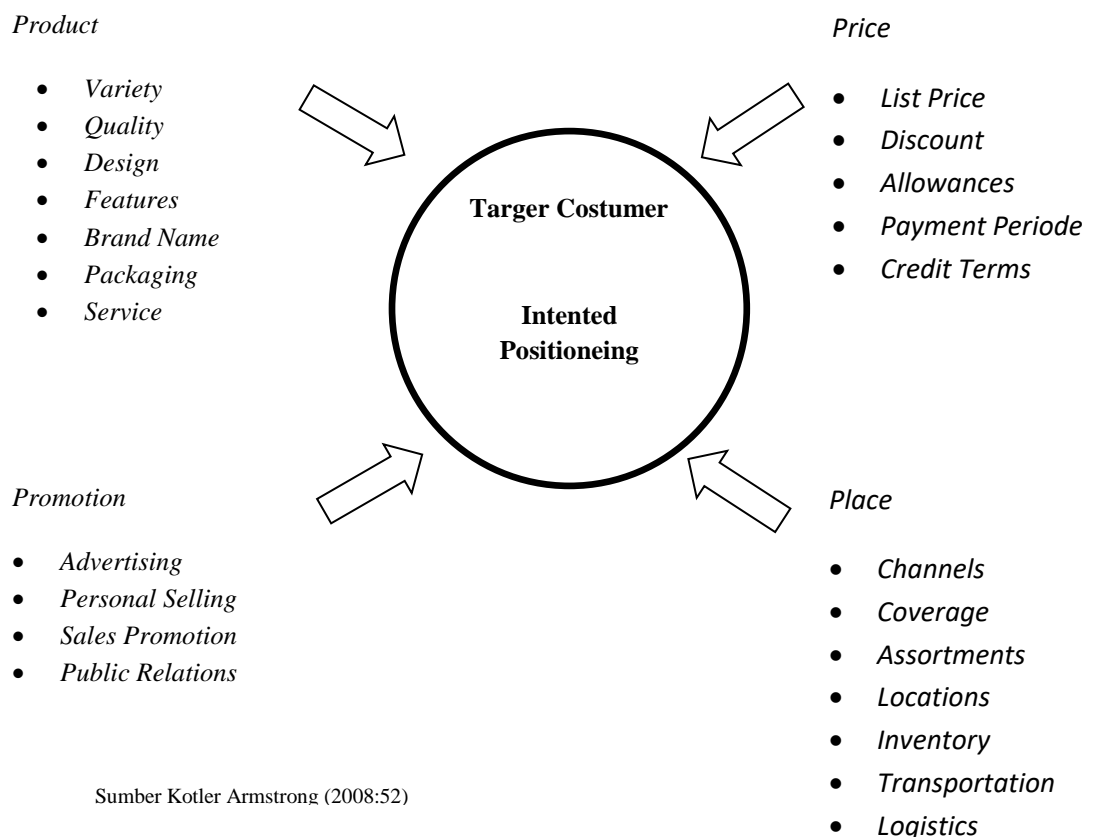 Product
• Variety
• Quality
• Design
• Features
• Brand Name
• Packaging
• Service
Price
• List Price
• Discount
• Allowances
• Payment Periode
• Credit Terms
Targer Costumer
Intented
Positioneing
Promotion
• Advertising
• Personal Selling
• Sales Promotion
• Public Relations
Place
• Channels
• Coverage
• Assortments
• Locations
• Inventory
• Transportation
• Logistics
Sumber Kotler Armstrong (2008:52)